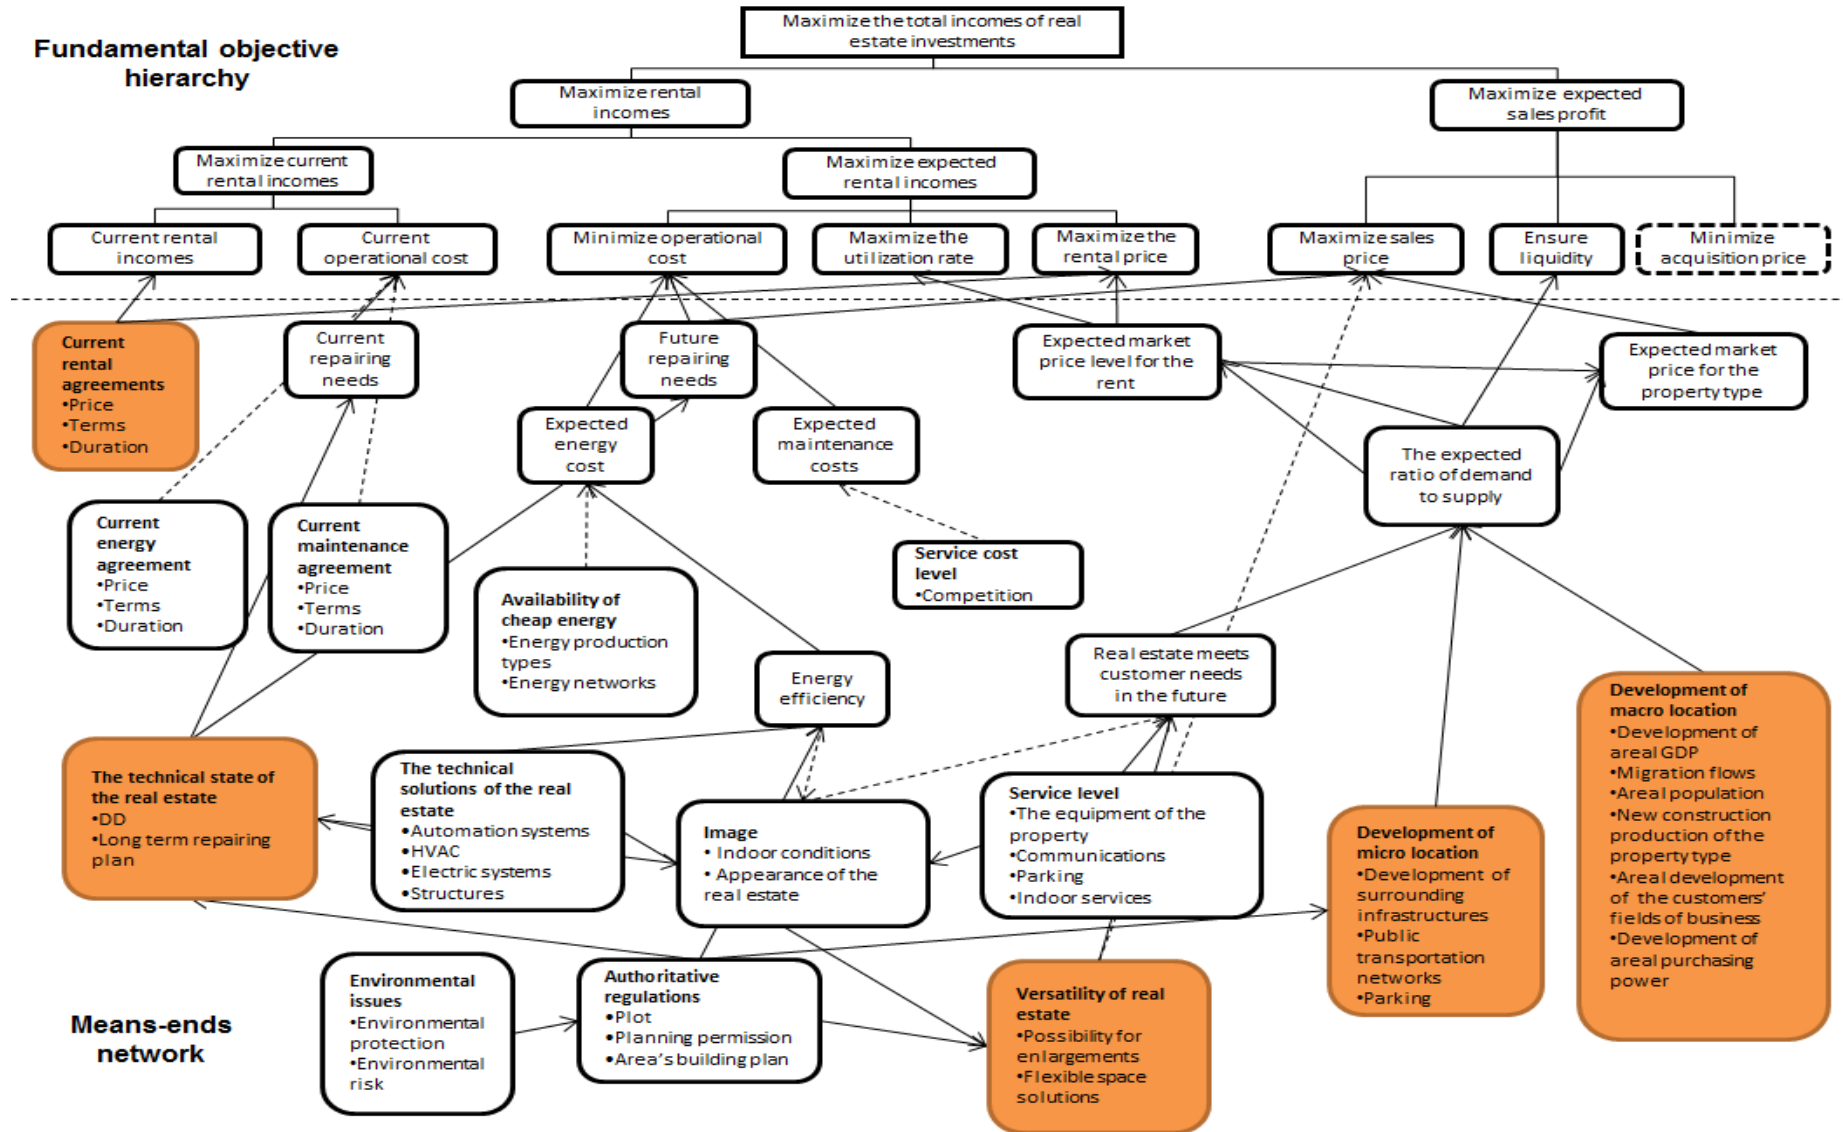 Maximize the total incomes of real
estate investments
Fundamental objective
hierarchy
Maximize rental
incomes
Maximize expected
sales profit
Maximize current
rental incomes
Maximize expected
rental incomes
Current rental
incomes
Current
operational cost
Minimize operational
cost
Maximize the
utilization rate
Maximize the
rental price
Maximize sales
price
Ensure
liquidity
Minimize
acquisition price
Current
rental
agreements
•Price
•Terms
•Duration
Current
repairing
needs
Future
repairing
needs
Expected market
price level for the
rent
Expected market
price for the
property type
Expected
energy
cost
Expected
maintenance
costs
The expected
ratio of demand
to supply
Current
energy
agreement
•Price
•Terms
•Duration
Current
maintenance
agreement
•Price
•Terms
•Duration
Service cost
level
•Competition
Availability of
cheap energy
•Energy production
types
•Energy networks
Energy
efficiency
Real estate meets
customer needs
in the future
Development of
macro location
•Development of
areal GDP
•Migration flows
•Areal population
•New construction
production of the
property type
•Areal development
of the customers'
fields of business
•Development of
areal purchasing
power
The technical state of
the real estate
•DD
•Long term repairing
plan
The technical
solutions of the real
estate
•Automation systems
•HVAC
•Electric systems
•Structures
Image
• Indoor conditions
• Appearance of the
real estate
Service level
•The equipment of the
property
•Communications
•Parking
•Indoor services
Development of
micro location
•Development of
surrounding
infrastructures
•Public
transportation
networks
•Parking
Means-ends
network
Environmental
issues
•Environmental
protection
•Environmental
risk
Authoritative
regulations
•Plot
•Planning permission
•Area's building plan
Versatility of real
estate
•Possibility for
enlargements
•Flexible space
solutions